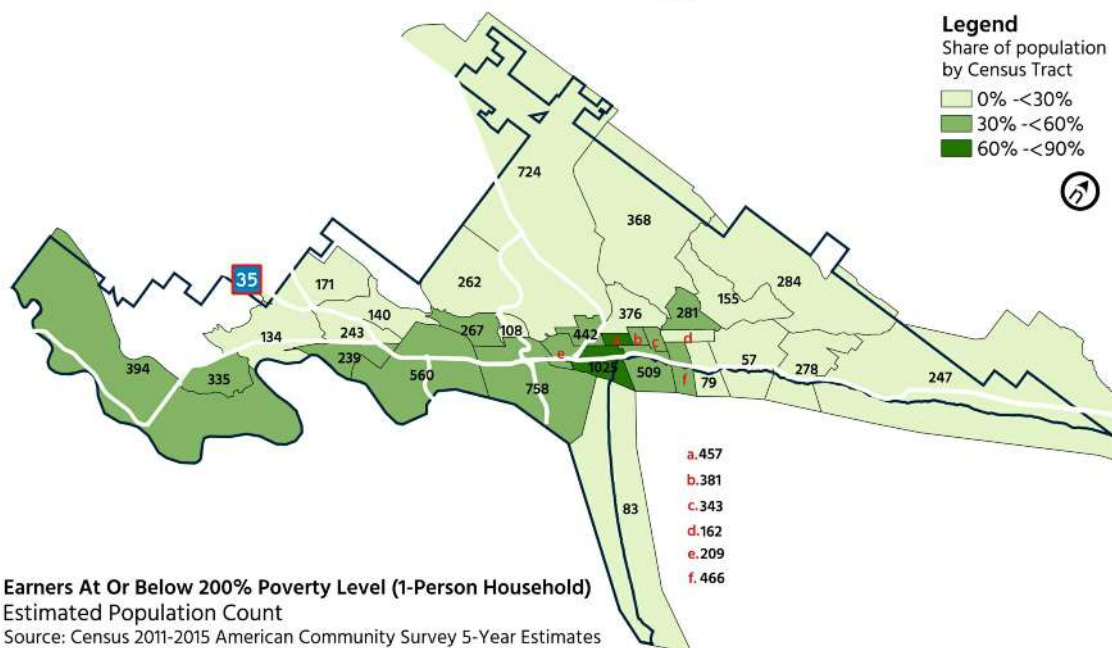 Legend
Share of population
by Census Tract
0% -<30%
30% -<60%
60% -<90%
724
368
35
171
262
376
281
155
284
140
134
243
267
108
442
a
b
c
d
394
335
239
560
e
1025
509
f
79
57
278
247
758
83
a. 457
b. 381
c. 343
d. 162
e. 209
f. 466
Earners At Or Below 200% Poverty Level (1-Person Household)
Estimated Population Count
Source: Census 2011-2015 American Community Survey 5-Year Estimates